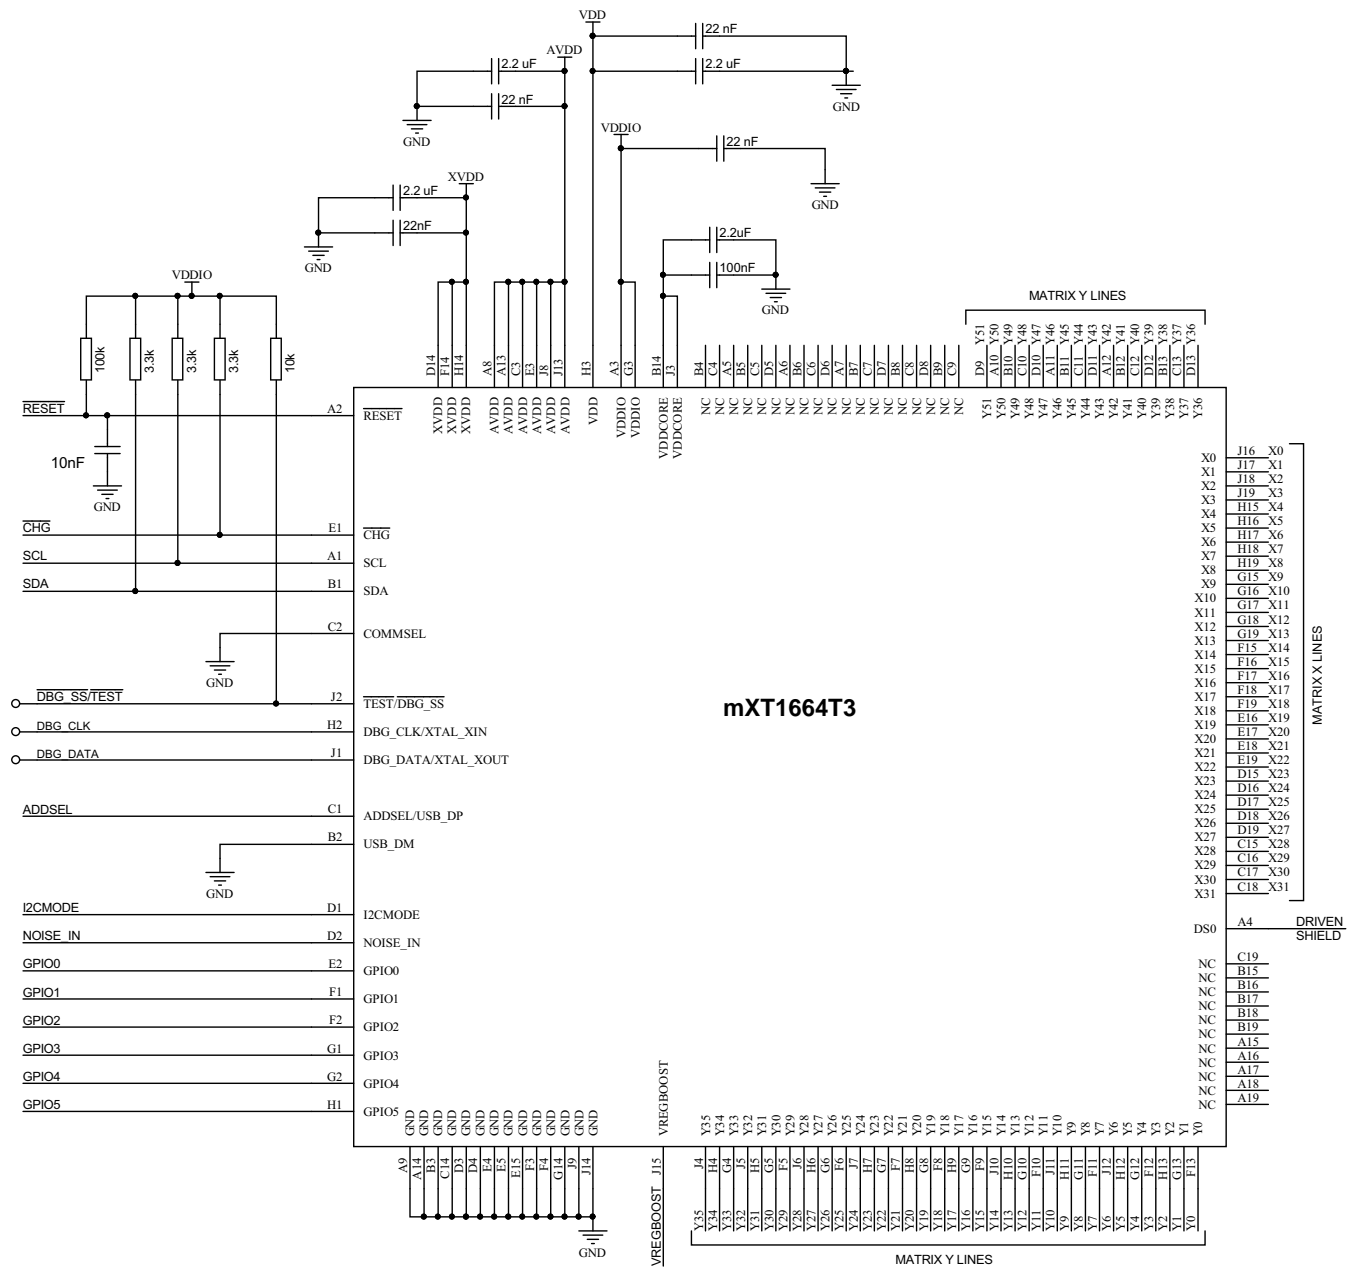 VDD
22 nF
2.2 uF
GND
AVDD
2.2 uF
22 nF
GND
VDDIO
22 nF
GND
XVDD
2.2 uF
22nF
GND
2.2uF
100nF
GND
VDDIO
100k
3.3k
3.3k
3.3k
10k
MATRIX Y LINES
Y51 Y50 Y49 Y48 Y47 Y46 Y45 Y44 Y43 Y42 Y41 Y40 Y39 Y38 Y37 Y36
D14 F14 H14 A8 A13 C3 E3 J8 J13 H3 A3 G3 B14 J3 B4 C4 A5 B5 C5 D5 A6 B6 C6 D6 A7 B7 C7 D7 B8 C8 D8 B9 C9 D9 A10 B10 C10 D10 A11 B11 C11 D11 A12 B12 C12 D12 B13 C13 D13
XVDD XVDD XVDD AVDD AVDD AVDD AVDD AVDD AVDD VDD VDDIO VDDIO VDDCORE VDDCORE NC NC NC NC NC NC NC NC NC NC NC NC NC NC NC NC NC NC NC Y51 Y50 Y49 Y48 Y47 Y46 Y45 Y44 Y43 Y42 Y41 Y40 Y39 Y38 Y37 Y36
RESET A2 RESET
10nF
GND
CHG E1 CHG
SCL A1 SCL
SDA B1 SDA
C2 COMMSEL
GND
DBG_SS/TEST J2 TEST/DBG_SS
DBG_CLK H2 DBG_CLK/XTAL_XIN
DBG_DATA J1 DBG_DATA/XTAL_XOUT
ADDSEL C1 ADDSEL/USB_DP
B2 USB_DM
GND
I2CMODE D1 I2CMODE
NOISE_IN D2 NOISE_IN
GPIO0 E2 GPIO0
GPIO1 F1 GPIO1
GPIO2 F2 GPIO2
GPIO3 G1 GPIO3
GPIO4 G2 GPIO4
GPIO5 H1 GPIO5
mXT1664T3
X0 J16 X0
X1 J17 X1
X2 J18 X2
X3 J19 X3
X4 H15 X4
X5 H16 X5
X6 H17 X6
X7 H18 X7
X8 H19 X8
X9 G15 X9
X10 G16 X10
X11 G17 X11
X12 G18 X12
X13 G19 X13
X14 F15 X14
X15 F16 X15
X16 F17 X16
X17 F18 X17
X18 F19 X18
X19 E16 X19
X20 E17 X20
X21 E18 X21
X22 E19 X22
X23 D15 X23
X24 D16 X24
X25 D17 X25
X26 D18 X26
X27 D19 X27
X28 C15 X28
X29 C16 X29
X30 C17 X30
X31 C18 X31
MATRIX X LINES
DS0 A4 DRIVEN
SHIELD
NC C19
NC B15
NC B16
NC B17
NC B18
NC B19
NC A15
NC A16
NC A17
NC A18
NC A19
GND GND GND GND GND GND GND GND GND GND GND GND GND GND VREGBOOST Y35 Y34 Y33 Y32 Y31 Y30 Y29 Y28 Y27 Y26 Y25 Y24 Y23 Y22 Y21 Y20 Y19 Y18 Y17 Y16 Y15 Y14 Y13 Y12 Y11 Y10 Y9 Y8 Y7 Y6 Y5 Y4 Y3 Y2 Y1 Y0
A9 A14 B3 C14 D3 D4 E4 E5 E15 F3 F4 G14 J9 J14 J15 J4 H4 G4 J5 H5 G5 F5 J6 H6 G6 F6 J7 H7 G7 F7 H8 G8 F8 H9 G9 F9 J10 H10 G10 F10 J11 H11 G11 F11 J12 H12 G12 F12 H13 G13 F13
GND
VREGBOOST
Y35 Y34 Y33 Y32 Y31 Y30 Y29 Y28 Y27 Y26 Y25 Y24 Y23 Y22 Y21 Y20 Y19 Y18 Y17 Y16 Y15 Y14 Y13 Y12 Y11 Y10 Y9 Y8 Y7 Y6 Y5 Y4 Y3 Y2 Y1 Y0
MATRIX Y LINES